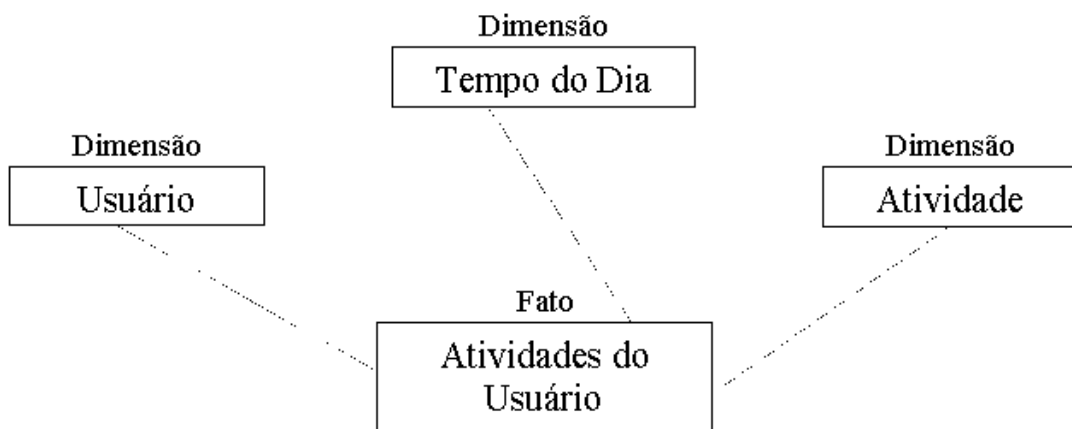 Dimensão
Tempo do Dia
Dimensão
Usuário
Dimensão
Atividade
Fato
Atividades do
Usuário